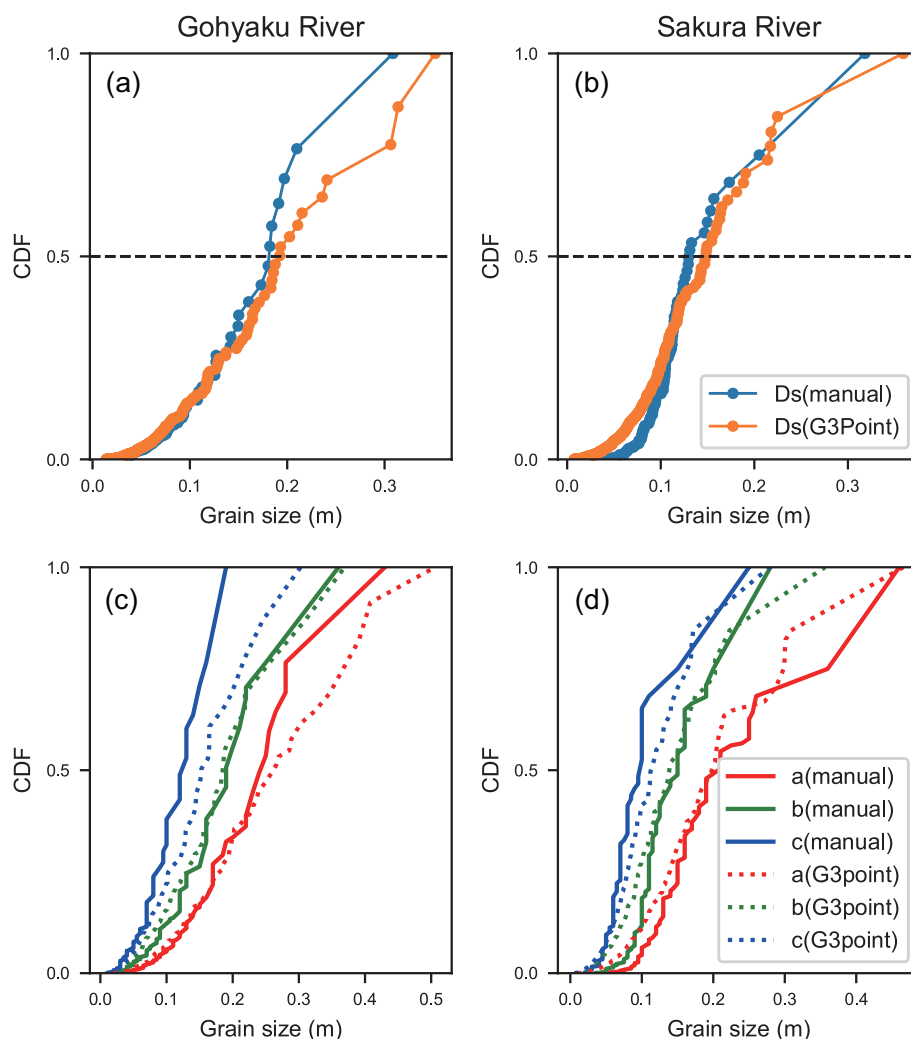 Gohyaku River
Sakura River
(a)
1.0
0.5
0.0
CDF
0.0 0.1 0.2 0.3
Grain size (m)
(b)
1.0
0.5
0.0
CDF
Ds(manual)
Ds(G3Point)
0.0 0.1 0.2 0.3
Grain size (m)
(c)
1.0
0.5
0.0
CDF
0.0 0.1 0.2 0.3 0.4 0.5
Grain size (m)
(d)
1.0
0.5
0.0
CDF
a(manual)
b(manual)
c(manual)
a(G3point)
b(G3point)
c(G3point)
0.0 0.1 0.2 0.3 0.4
Grain size (m)